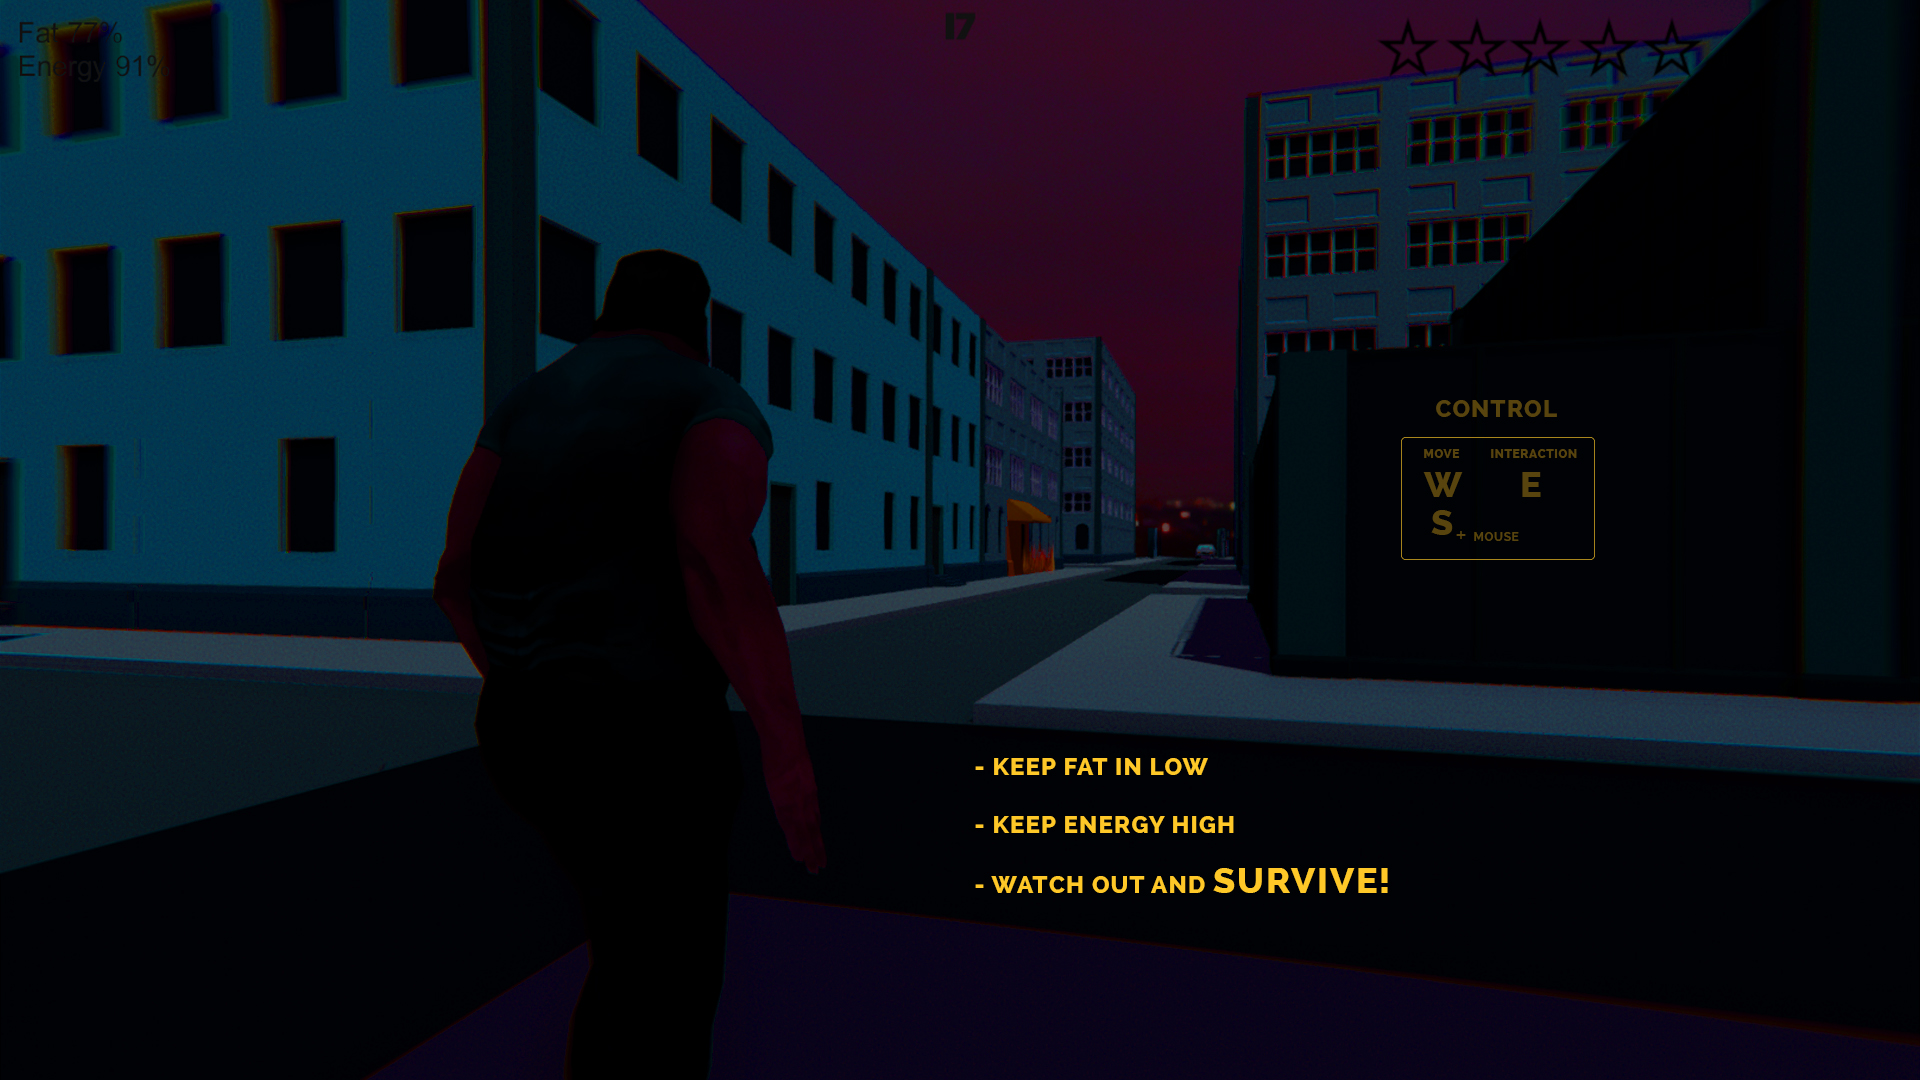 Fat 77%
Energy 91%
17
CONTROL
MOVE INTERACTION
W E
S + MOUSE
- KEEP FAT IN LOW
- KEEP ENERGY HIGH
- WATCH OUT AND SURVIVE!